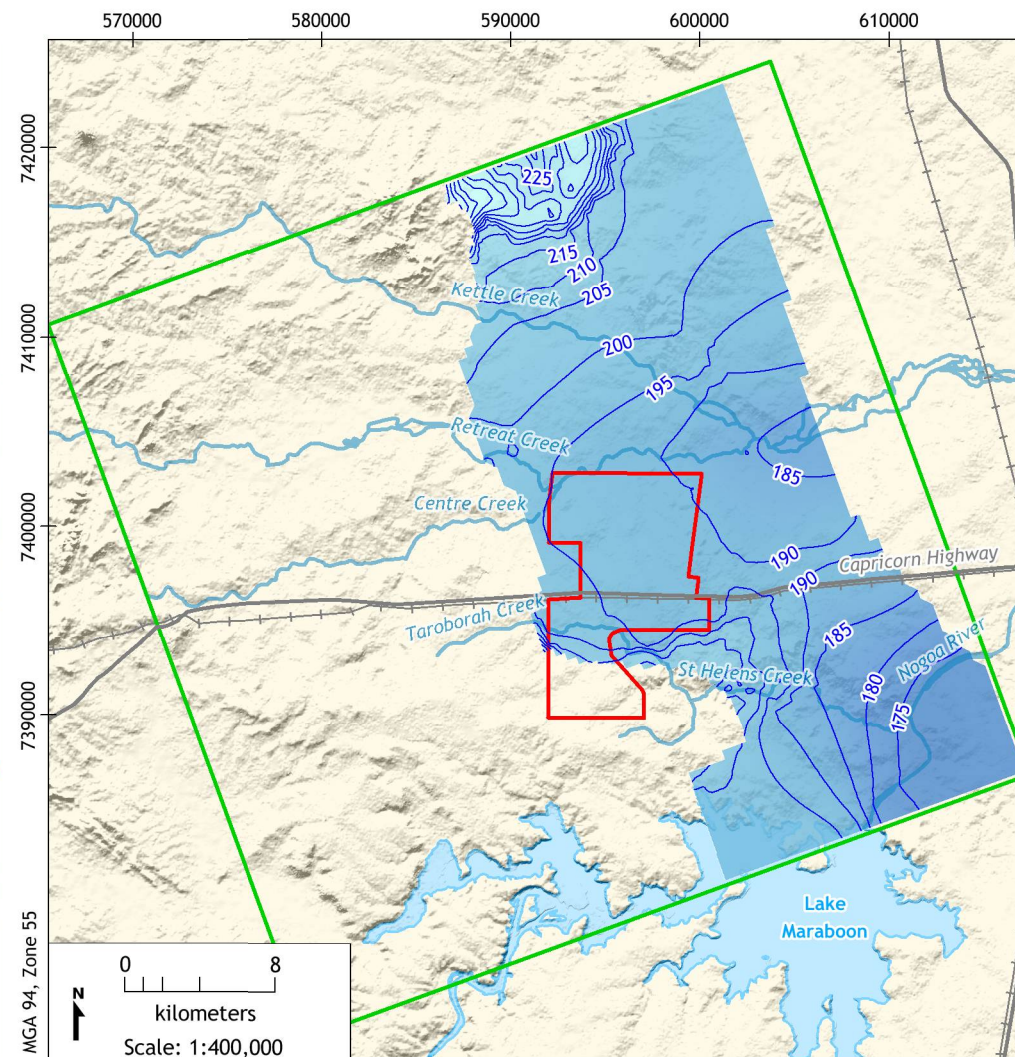 570000
580000
590000
600000
610000
7420000
7410000
7400000
7390000
225
215
210
205
Kettle Creek
200
195
Retreat Creek
185
Centre Creek
190
190
Capricorn Highway
Taroborah Creek
185
Nogoa River
St Helens Creek
180
175
Lake
Maraboon
MGA 94, Zone 55
0
8
N
kilometers
Scale: 1:400,000